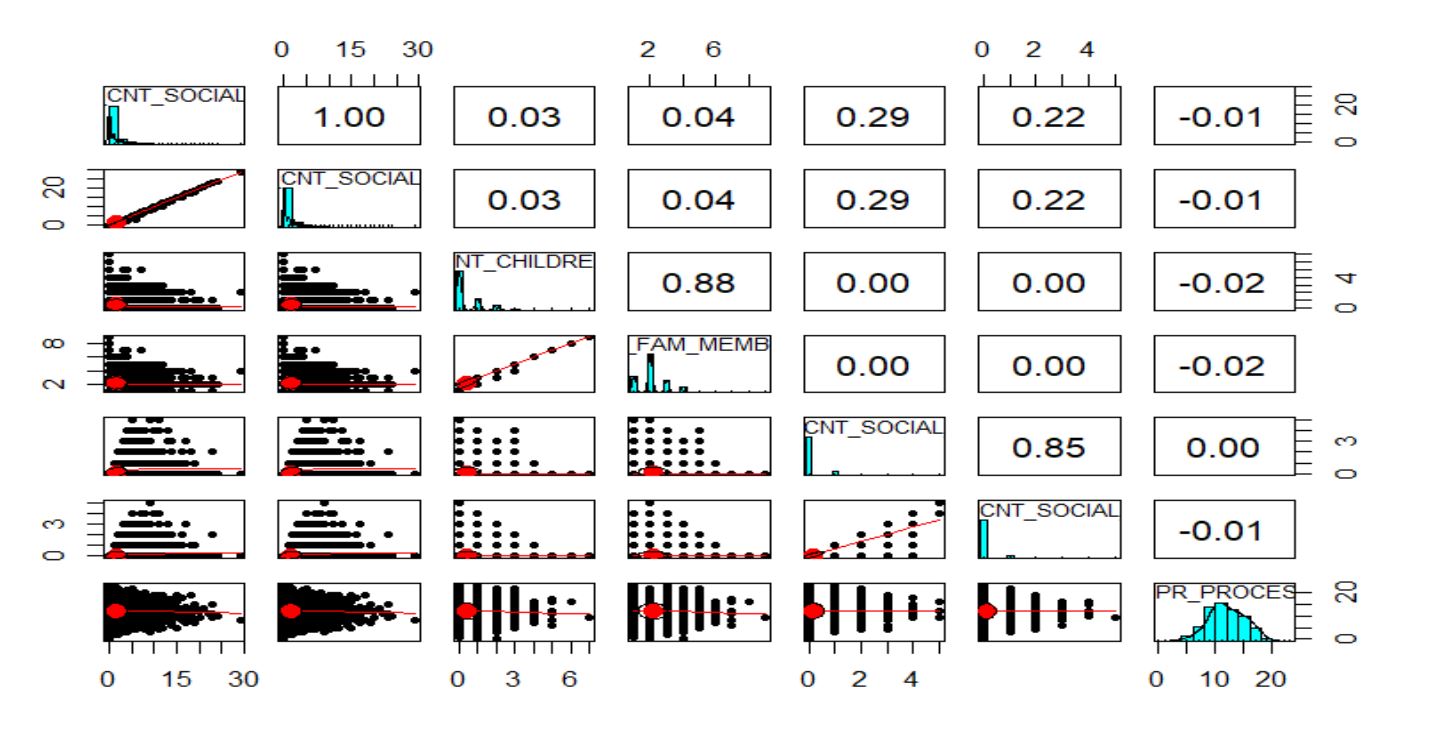 0 15 30 2 6 0 2 4
CNT_SOCIAL 1.00 0.03 0.04 0.29 0.22 -0.01 0 20
0 20 CNT_SOCIAL 0.03 0.04 0.29 0.22 -0.01
NT_CHILDRE 0.88 0.00 0.00 -0.02 0 4
2 8 _FAM_MEMB 0.00 0.00 -0.02
CNT_SOCIAL 0.85 0.00 0 3
0 3 CNT_SOCIAL -0.01
PR_PROCES 0 20
0 15 30 0 3 6 0 2 4 0 10 20